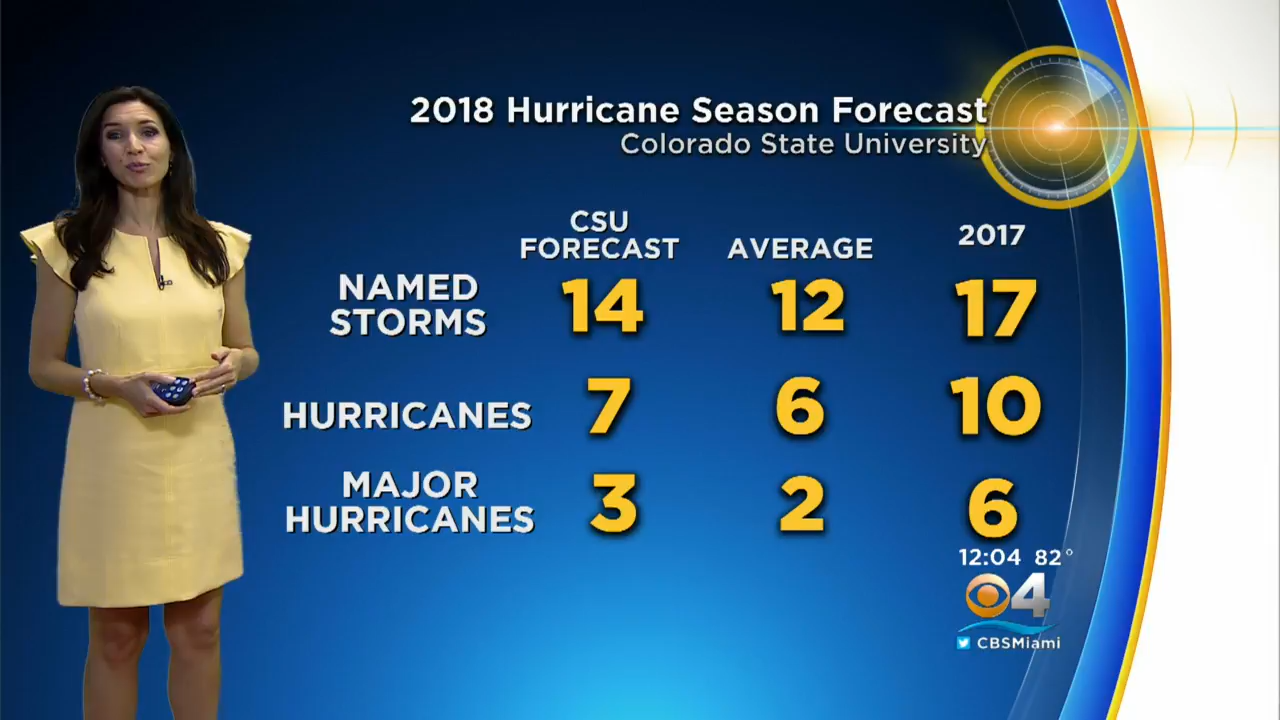 2018 Hurricane Season Forecast
Colorado State University
CSU
FORECAST
AVERAGE
2017
NAMED
STORMS
14
12
17
HURRICANES
7
6
10
MAJOR
HURRICANES
3
2
6
12:04 82°
4
CBSMiami